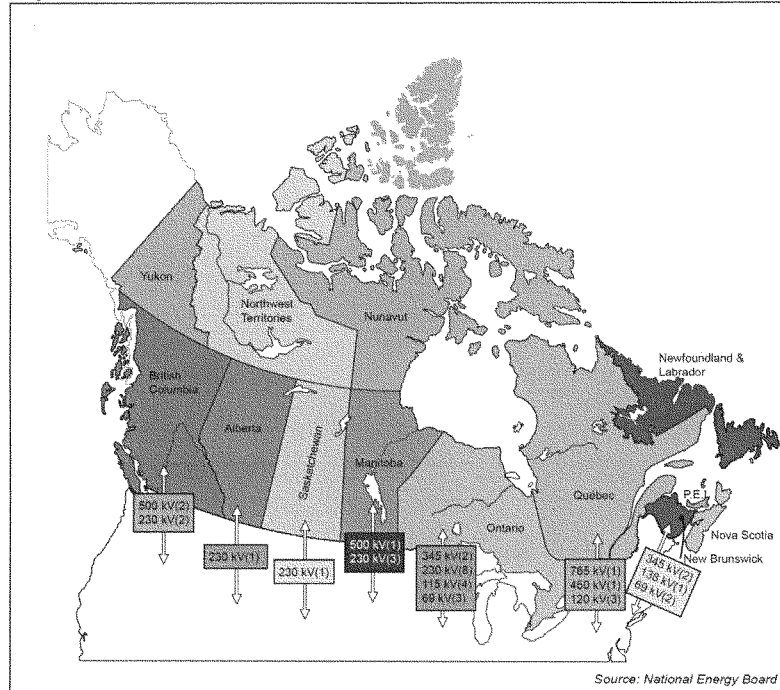 Yukon
Northwest
Territories
Nunavut
Newfoundland &
Labrador
British
Columbia
Alberta
Saskatchewan
Manitoba
Ontario
Québec
P.E.I.
Nova Scotia
New Brunswick
500 kV(2)
230 kV(2)
230 kV(1)
230 kV(1)
500 kV(1)
230 kV(3)
345 kV(2)
230 kV(8)
115 kV(4)
69 kV(3)
765 kV(1)
450 kV(1)
120 kV(3)
345 kV(2)
138 kV(1)
69 kV(2)
Source: National Energy Board